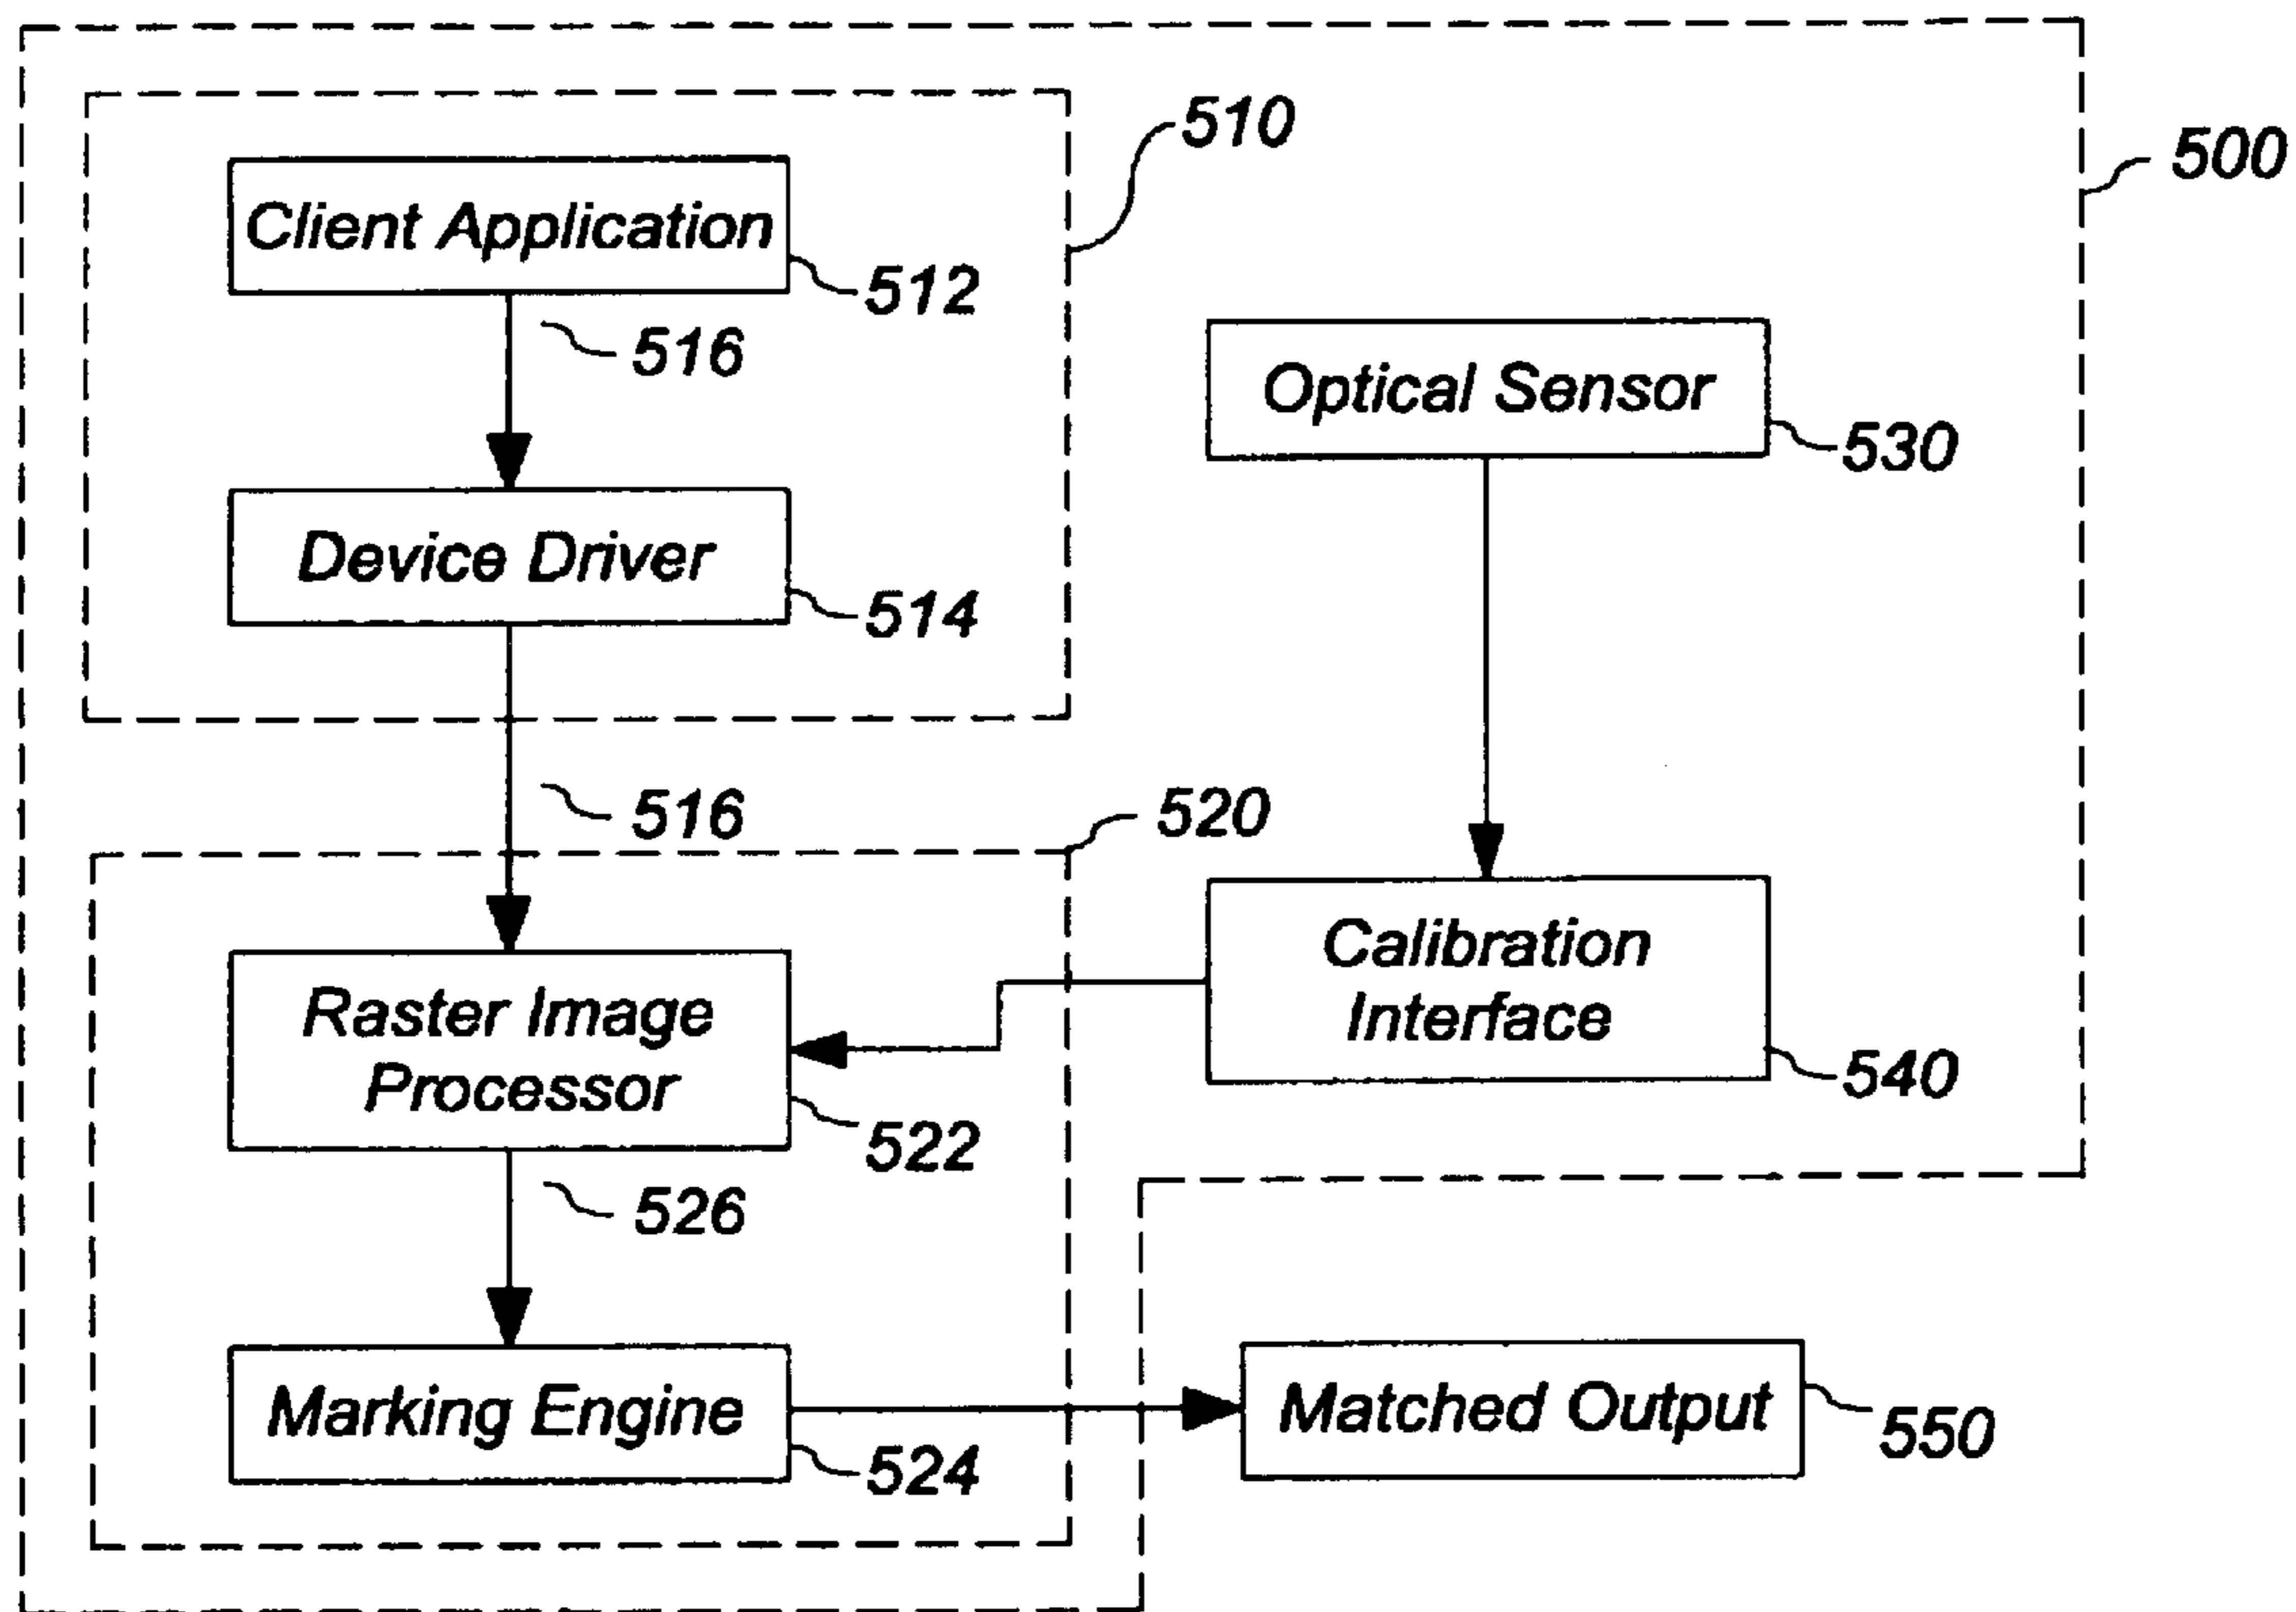 510
500
Client Application
512
516
Optical Sensor
530
Device Driver
514
516
520
Calibration
Interface
540
Raster Image
Processor
522
526
Marking Engine
524
Matched Output
550